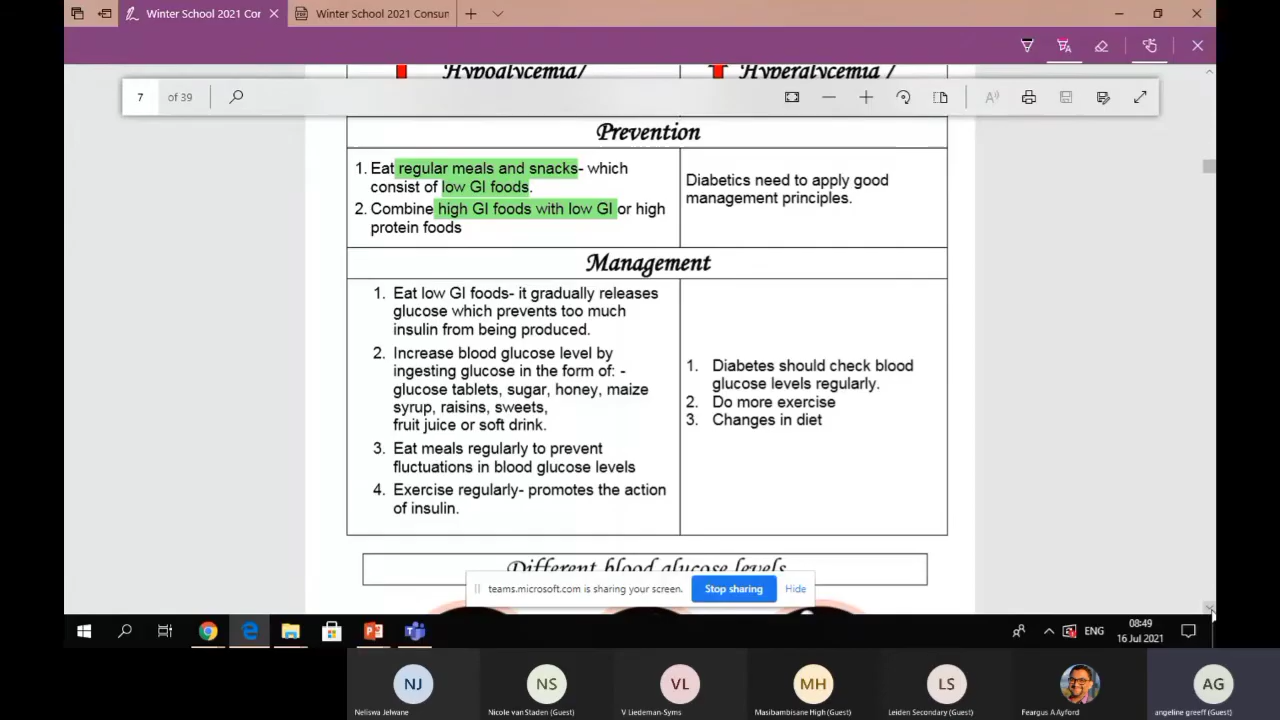 Winter School 2021 Cor
Winter School 2021 Consun
7 of 39
Hypoglycemia/
Hyperglycemia /
Prevention
1. Eat regular meals and snacks- which
consist of low GI foods.
2. Combine high GI foods with low GI or high
protein foods
Diabetics need to apply good
management principles.
Management
1. Eat low GI foods- it gradually releases
glucose which prevents too much
insulin from being produced.
2. Increase blood glucose level by
ingesting glucose in the form of: -
glucose tablets, sugar, honey, maize
syrup, raisins, sweets,
fruit juice or soft drink.
3. Eat meals regularly to prevent
fluctuations in blood glucose levels
4. Exercise regularly- promotes the action
of insulin.
1. Diabetes should check blood
glucose levels regularly.
2. Do more exercise
3. Changes in diet
Different blood glucose levels
teams.microsoft.com is sharing your screen.
Stop sharing
Hide
ENG
08:49
16 Jul 2021
NJ
NS
VL
MH
LS
AG
Neliswa Jelwane
Nicole van Staden (Guest)
V Liedeman-Syms
Masibambisane High (Guest)
Leiden Secondary (Guest)
Feargus A Ayford
angeline greeff (Guest)